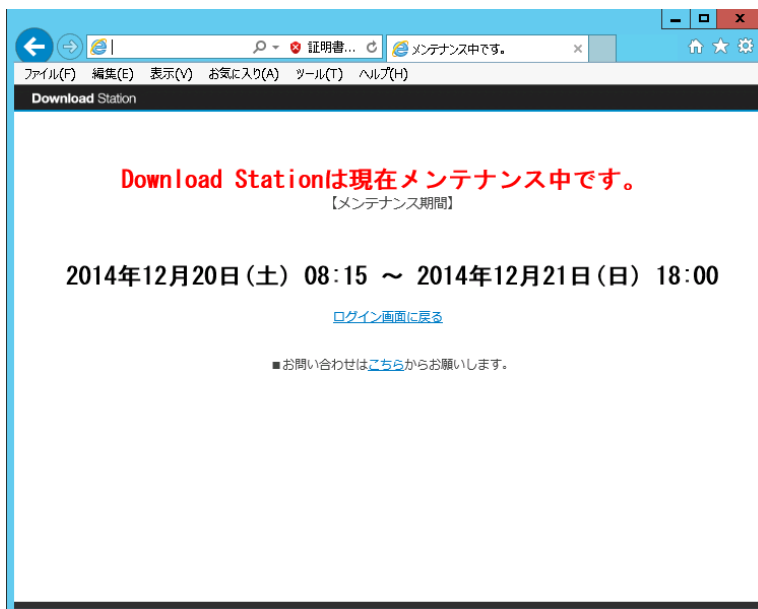 証明書...
メンテナンス中です。
ファイル(F) 編集(E) 表示(V) お気に入り(A) ツール(T) ヘルプ(H)
Download Station
Download Stationは現在メンテナンス中です。
【メンテナンス期間】
2014年12月20日(土) 08:15 ～ 2014年12月21日(日) 18:00
ログイン画面に戻る
■お問い合わせはこちらからお願いします。